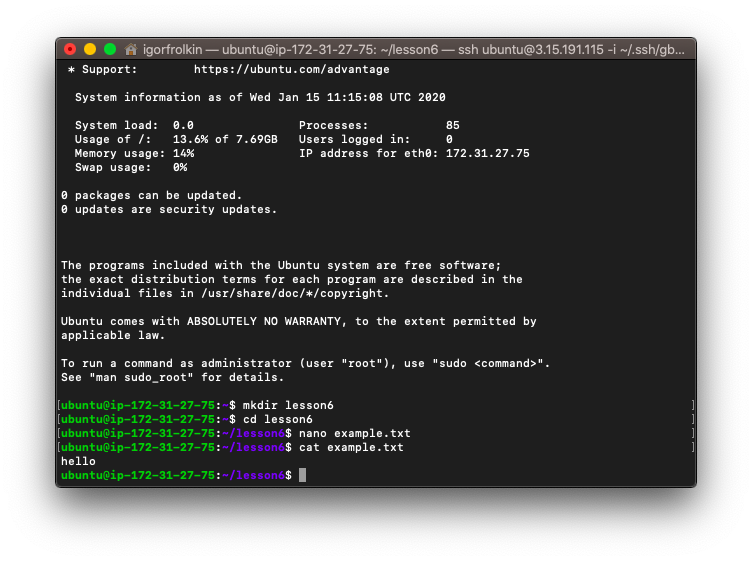 igorfrolkin — ubuntu@ip-172-31-27-75: ~/lesson6 — ssh ubuntu@3.15.191.115 -i ~/.ssh/gb...
* Support:        https://ubuntu.com/advantage
System information as of Wed Jan 15 11:15:08 UTC 2020
System load:  0.0               Processes:           85
Usage of /:   13.6% of 7.69GB   Users logged in:     0
Memory usage: 14%               IP address for eth0: 172.31.27.75
Swap usage:   0%
0 packages can be updated.
0 updates are security updates.
The programs included with the Ubuntu system are free software;
the exact distribution terms for each program are described in the
individual files in /usr/share/doc/*/copyright.
Ubuntu comes with ABSOLUTELY NO WARRANTY, to the extent permitted by
applicable law.
To run a command as administrator (user "root"), use "sudo <command>".
See "man sudo_root" for details.
[ubuntu@ip-172-31-27-75:~$ mkdir lesson6 ]
[ubuntu@ip-172-31-27-75:~$ cd lesson6 ]
[ubuntu@ip-172-31-27-75:~/lesson6$ nano example.txt ]
[ubuntu@ip-172-31-27-75:~/lesson6$ cat example.txt ]
hello
ubuntu@ip-172-31-27-75:~/lesson6$